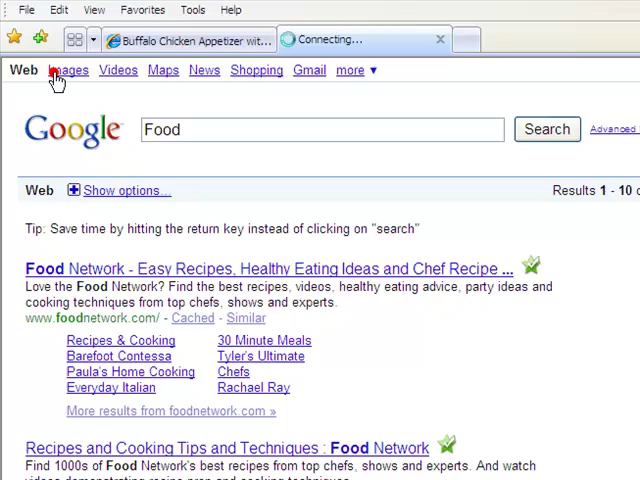 File Edit View Favorites Tools Help
Buffalo Chicken Appetizer wit... Connecting...
Web Images Videos Maps News Shopping Gmail more ▼
Google Food Search Advanced
Web Show options... Results 1 - 10
Tip: Save time by hitting the return key instead of clicking on "search"
Food Network - Easy Recipes, Healthy Eating Ideas and Chef Recipe ...
Love the Food Network? Find the best recipes, videos, healthy eating advice, party ideas and
cooking techniques from top chefs, shows and experts.
www.foodnetwork.com/ - Cached - Similar
Recipes & Cooking 30 Minute Meals
Barefoot Contessa Tyler's Ultimate
Paula's Home Cooking Chefs
Everyday Italian Rachael Ray
More results from foodnetwork.com »
Recipes and Cooking Tips and Techniques : Food Network
Find 1000s of Food Network's best recipes from top chefs, shows and experts. And watch
videos demonstrating recipe prep and cooking techniques